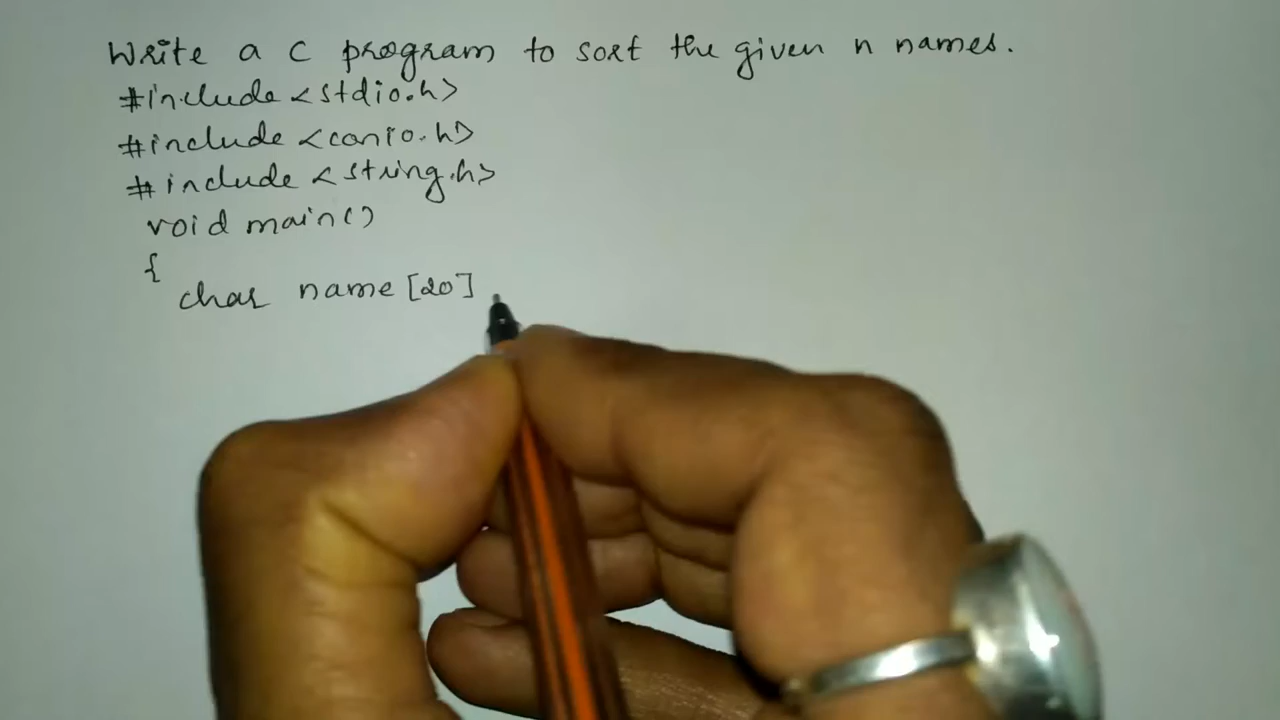 Write a C program to sort the given n names.
#include <stdio.h>
#include <conio.h>
#include <string.h>
void main()
{
char name [20]